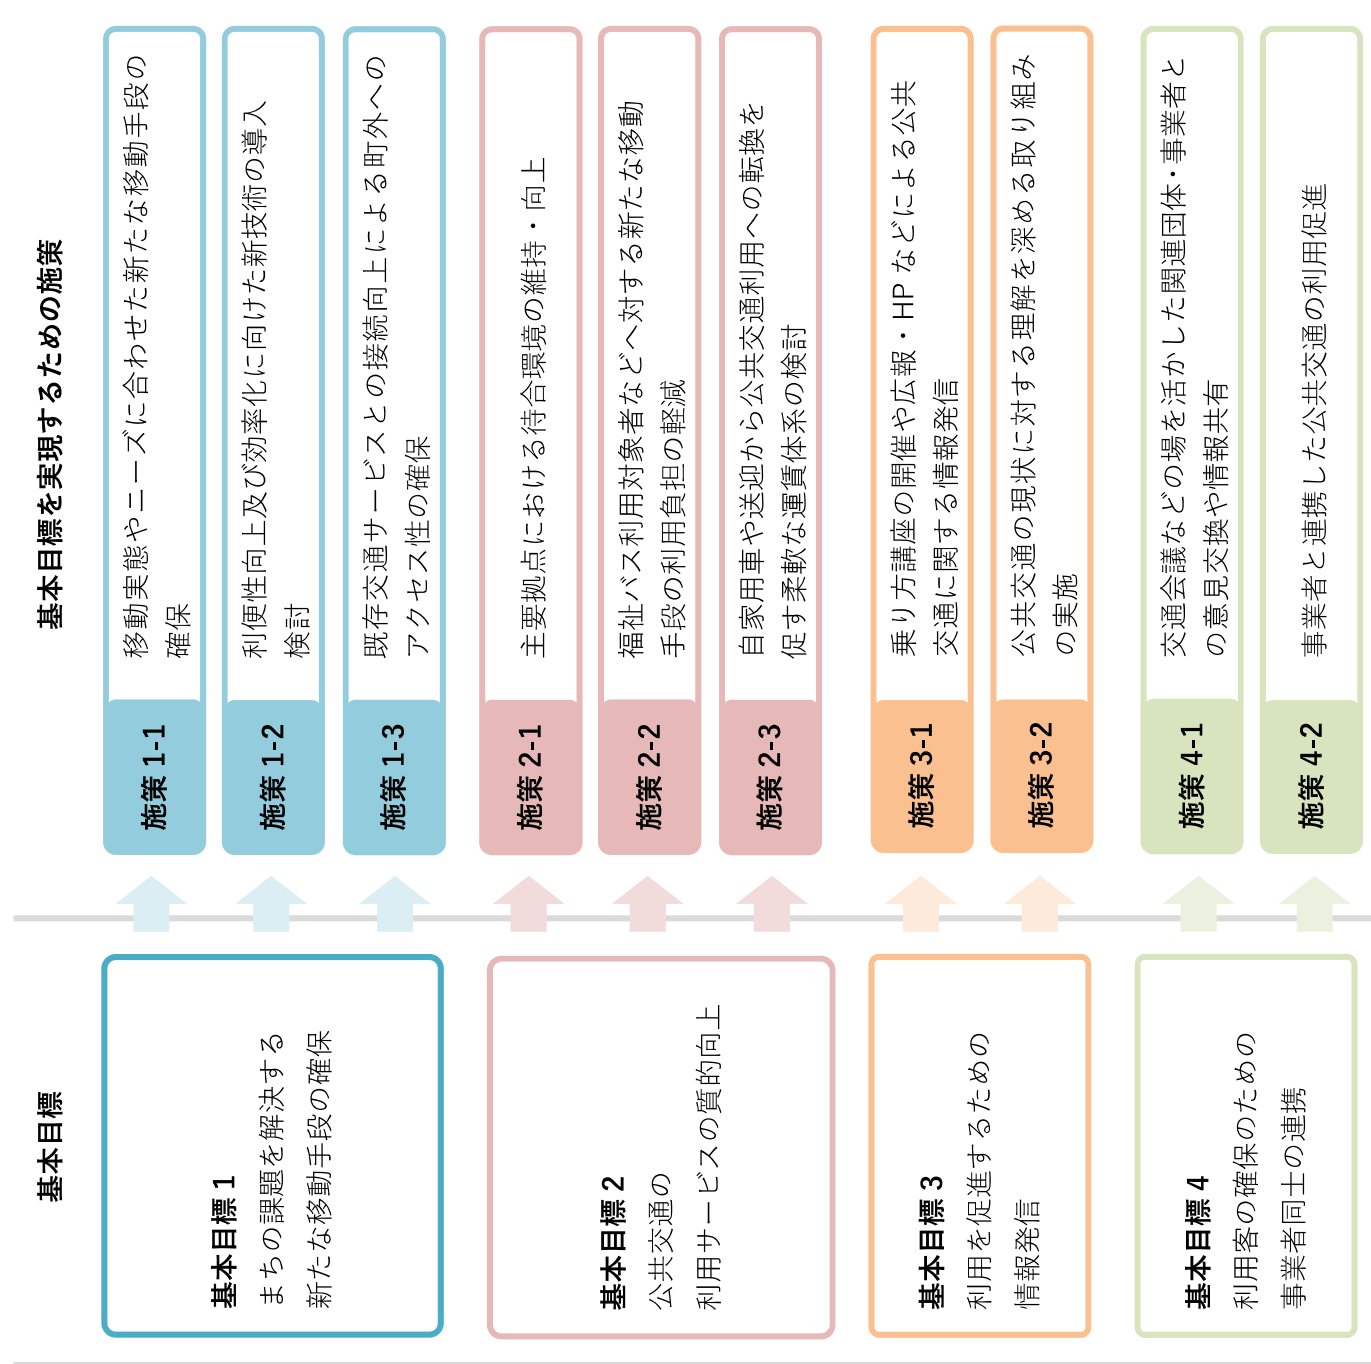 基本目標
基本目標を実現するための施策
基本目標 1
まちの課題を解決する
新たな移動手段の確保
施策 1-1
移動実態やニーズに合わせた新たな移動手段の
確保
施策 1-2
利便性向上及び効率化に向けた新技術の導入
検討
施策 1-3
既存交通サービスとの接続向上による町外への
アクセス性の確保
基本目標 2
公共交通の
利用サービスの質的向上
施策 2-1
主要拠点における待合環境の維持・向上
施策 2-2
福祉バス利用対象者などへ対する新たな移動
手段の利用負担の軽減
施策 2-3
自家用車や送迎から公共交通利用への転換を
促す柔軟な運賃体系の検討
基本目標 3
利用を促進するための
情報発信
施策 3-1
乗り方講座の開催や広報・HP などによる公共
交通に関する情報発信
施策 3-2
公共交通の現状に対する理解を深める取り組み
の実施
基本目標 4
利用客の確保のための
事業者同士の連携
施策 4-1
交通会議などの場を活かした関連団体・事業者と
の意見交換や情報共有
施策 4-2
事業者と連携した公共交通の利用促進